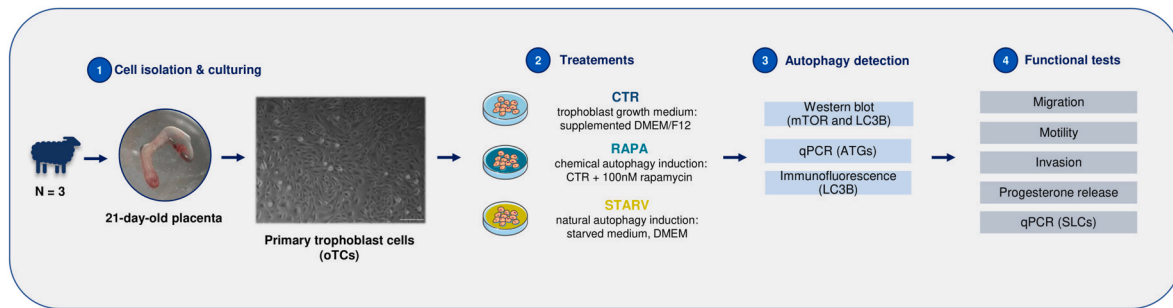 1 Cell isolation & culturing
N = 3
21-day-old placenta
Primary trophoblast cells
(oTCs)
2 Treatements
CTR
trophoblast growth medium:
supplemented DMEM/F12
RAPA
chemical autophagy induction:
CTR + 100nM rapamycin
STARV
natural autophagy induction:
starved medium, DMEM
3 Autophagy detection
Western blot
(mTOR and LC3B)
qPCR (ATGs)
Immunofluorescence
(LC3B)
4 Functional tests
Migration
Motility
Invasion
Progesterone release
qPCR (SLCs)